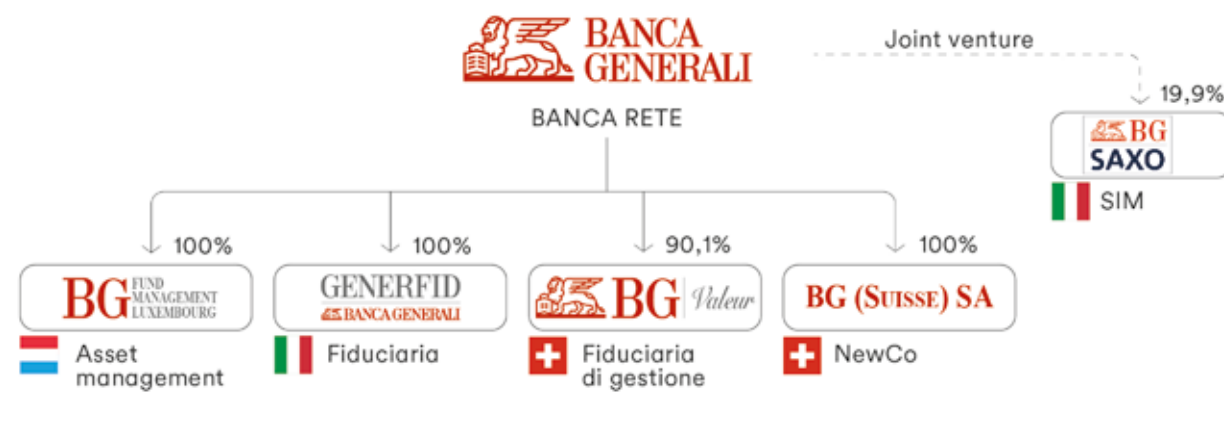 BANCA
GENERALI
BANCA RETE
Joint venture
19,9%
BG
SAXO
SIM
100%
100%
90,1%
100%
BG FUND
MANAGEMENT
LUXEMBOURG
GENERFID
BANCA GENERALI
BG Valeur
BG (SUISSE) SA
Asset
management
Fiduciaria
Fiduciaria
di gestione
NewCo